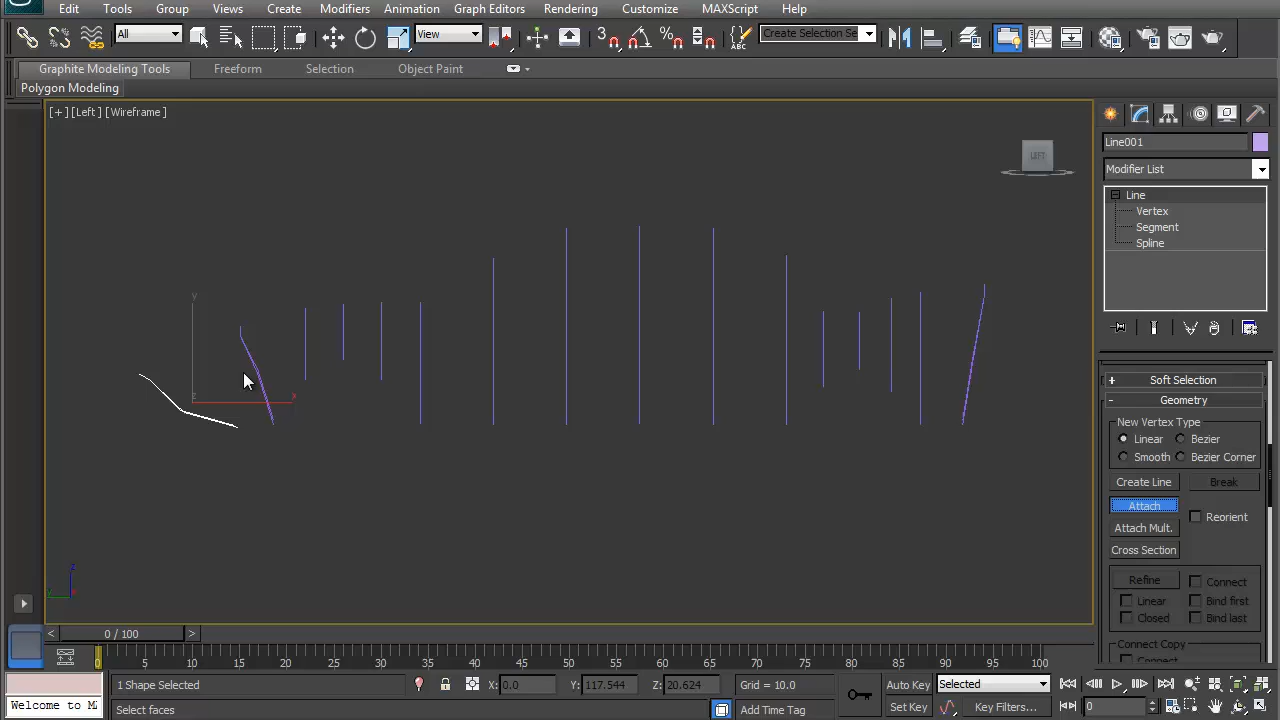 Edit Tools Group Views Create Modifiers Animation Graph Editors Rendering Customize MAXScript Help
All View 3 % ABC Create Selection Se
Graphite Modeling Tools Freeform Selection Object Paint
Polygon Modeling
[+][Left][Wireframe]
LEFT
Line001
Modifier List
Line
Vertex
Segment
Spline
+ Soft Selection
- Geometry
New Vertex Type
Linear Bezier
Smooth Bezier Corner
Create Line Break
Attach
Reorient
Attach Mult.
Cross Section
Refine Connect
Linear Bind first
Closed Bind last
Connect Copy
Connect
y
x
z
z
y
< 0 / 100 >
0 5 10 15 20 25 30 35 40 45 50 55 60 65 70 75 80 85 90 95 100
1 Shape Selected X: 0.0 Y: 117.544 Z: 20.624 Grid = 10.0 Auto Key Selected
Welcome to MA Select faces Add Time Tag Set Key Key Filters... 0